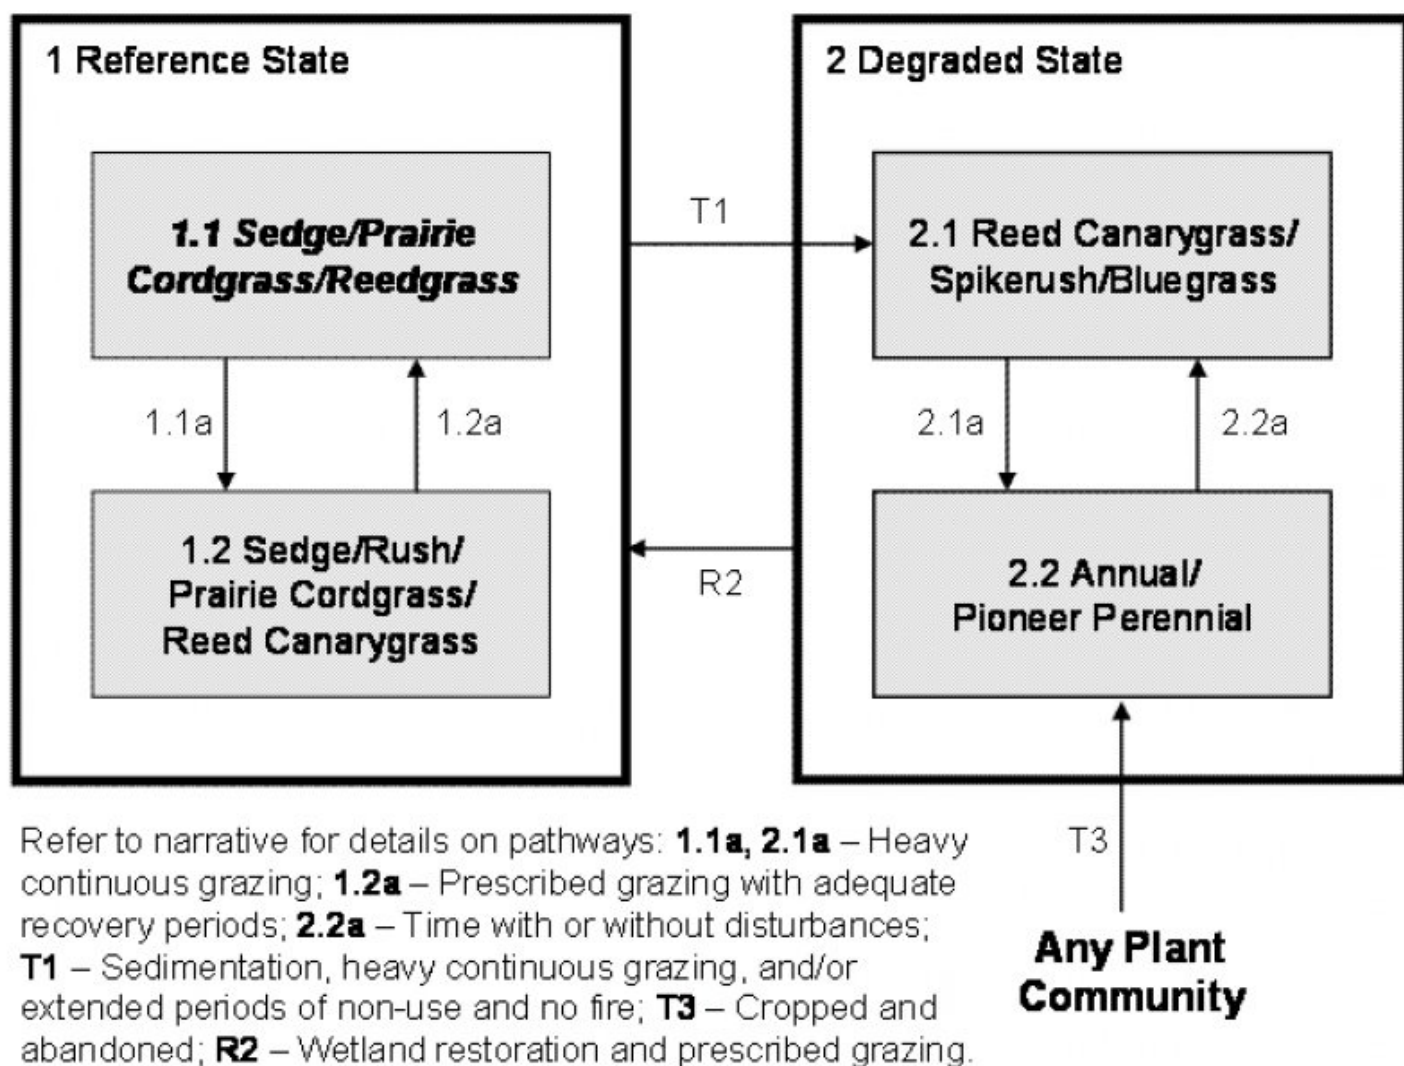 1 Reference State
1.1 Sedge/Prairie
Cordgrass/Reedgrass
1.1a
1.2a
1.2 Sedge/Rush/
Prairie Cordgrass/
Reed Canarygrass
T1
R2
2 Degraded State
2.1 Reed Canarygrass/
Spikerush/Bluegrass
2.1a
2.2a
2.2 Annual/
Pioneer Perennial
T3
Any Plant
Community
Refer to narrative for details on pathways: 1.1a, 2.1a – Heavy
continuous grazing; 1.2a – Prescribed grazing with adequate
recovery periods; 2.2a – Time with or without disturbances;
T1 – Sedimentation, heavy continuous grazing, and/or
extended periods of non-use and no fire; T3 – Cropped and
abandoned; R2 – Wetland restoration and prescribed grazing.